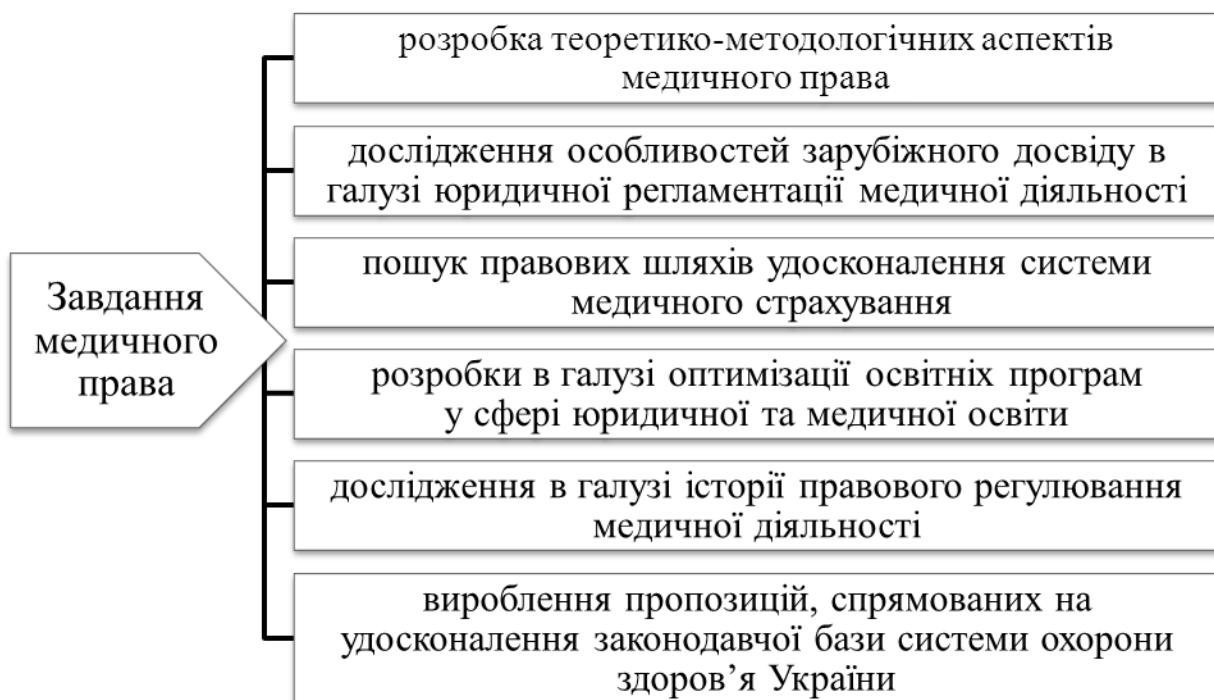 Завдання
медичного
права
розробка теоретико-методологічних аспектів
медичного права
дослідження особливостей зарубіжного досвіду в
галузі юридичної регламентації медичної діяльності
пошук правових шляхів удосконалення системи
медичного страхування
розробки в галузі оптимізації освітніх програм
у сфері юридичної та медичної освіти
дослідження в галузі історії правового регулювання
медичної діяльності
вироблення пропозицій, спрямованих на
удосконалення законодавчої бази системи охорони
здоров’я України